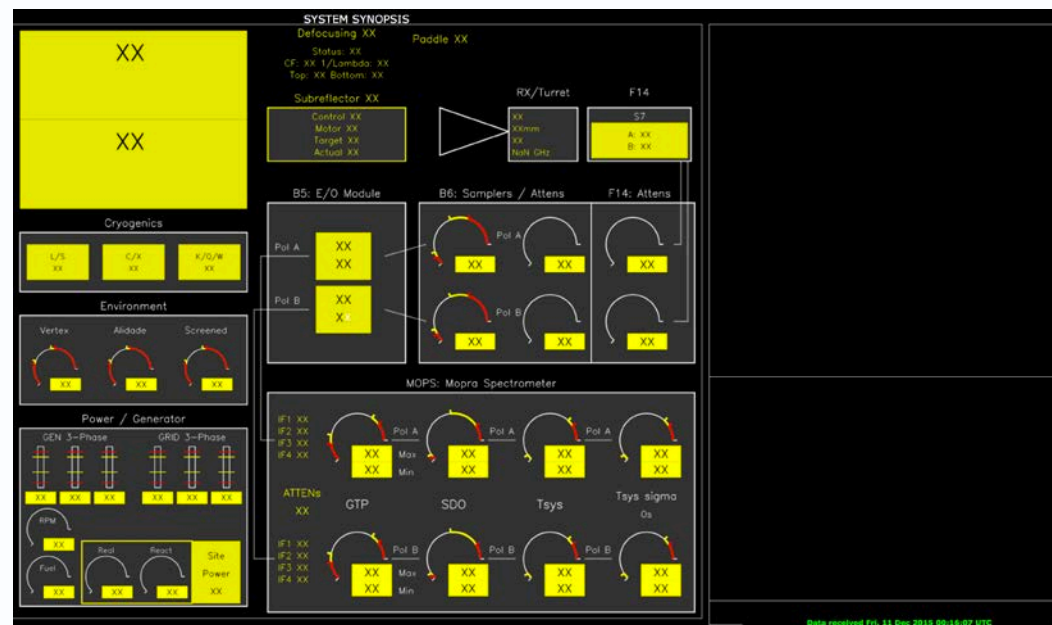 SYSTEM SYNOPSIS
XX
XX
Defocusing XX
Paddle XX
Status: XX
CF: XX 1/Lambda: XX
Top: XX Bottom: XX
Subreflector XX
Control XX
Motor XX
Target XX
Actual XX
RX/Turret
XX
XXmm
XX
NaN GHz
F14
S7
A: XX
B: XX
Cryogenics
L/S
XX
C/X
XX
K/Q/W
XX
Environment
Vertex
XX
Alidade
XX
Screened
XX
Power / Generator
GEN 3-Phase
XX XX XX
GRID 3-Phase
XX XX XX
RPM
XX
Fuel
XX
Real
XX
React
XX
Site
Power
XX
B5: E/O Module
Pol A
XX
XX
Pol B
XX
XX
B6: Samplers / Attens
XX
Pol A
XX
XX
Pol B
XX
F14: Attens
XX
XX
MOPS: Mopra Spectrometer
IF1 XX
IF2 XX
IF3 XX
IF4 XX
XX
XX
Pol A
Max
Min
XX
XX
Pol A
XX
XX
Pol A
XX
XX
ATTENs
XX
GTP
SDO
Tsys
Tsys sigma
0s
IF1 XX
IF2 XX
IF3 XX
IF4 XX
XX
XX
Pol B
Max
Min
XX
XX
Pol B
XX
XX
Pol B
XX
XX
Data received Fri, 11 Dec 2015 00:16:07 UTC